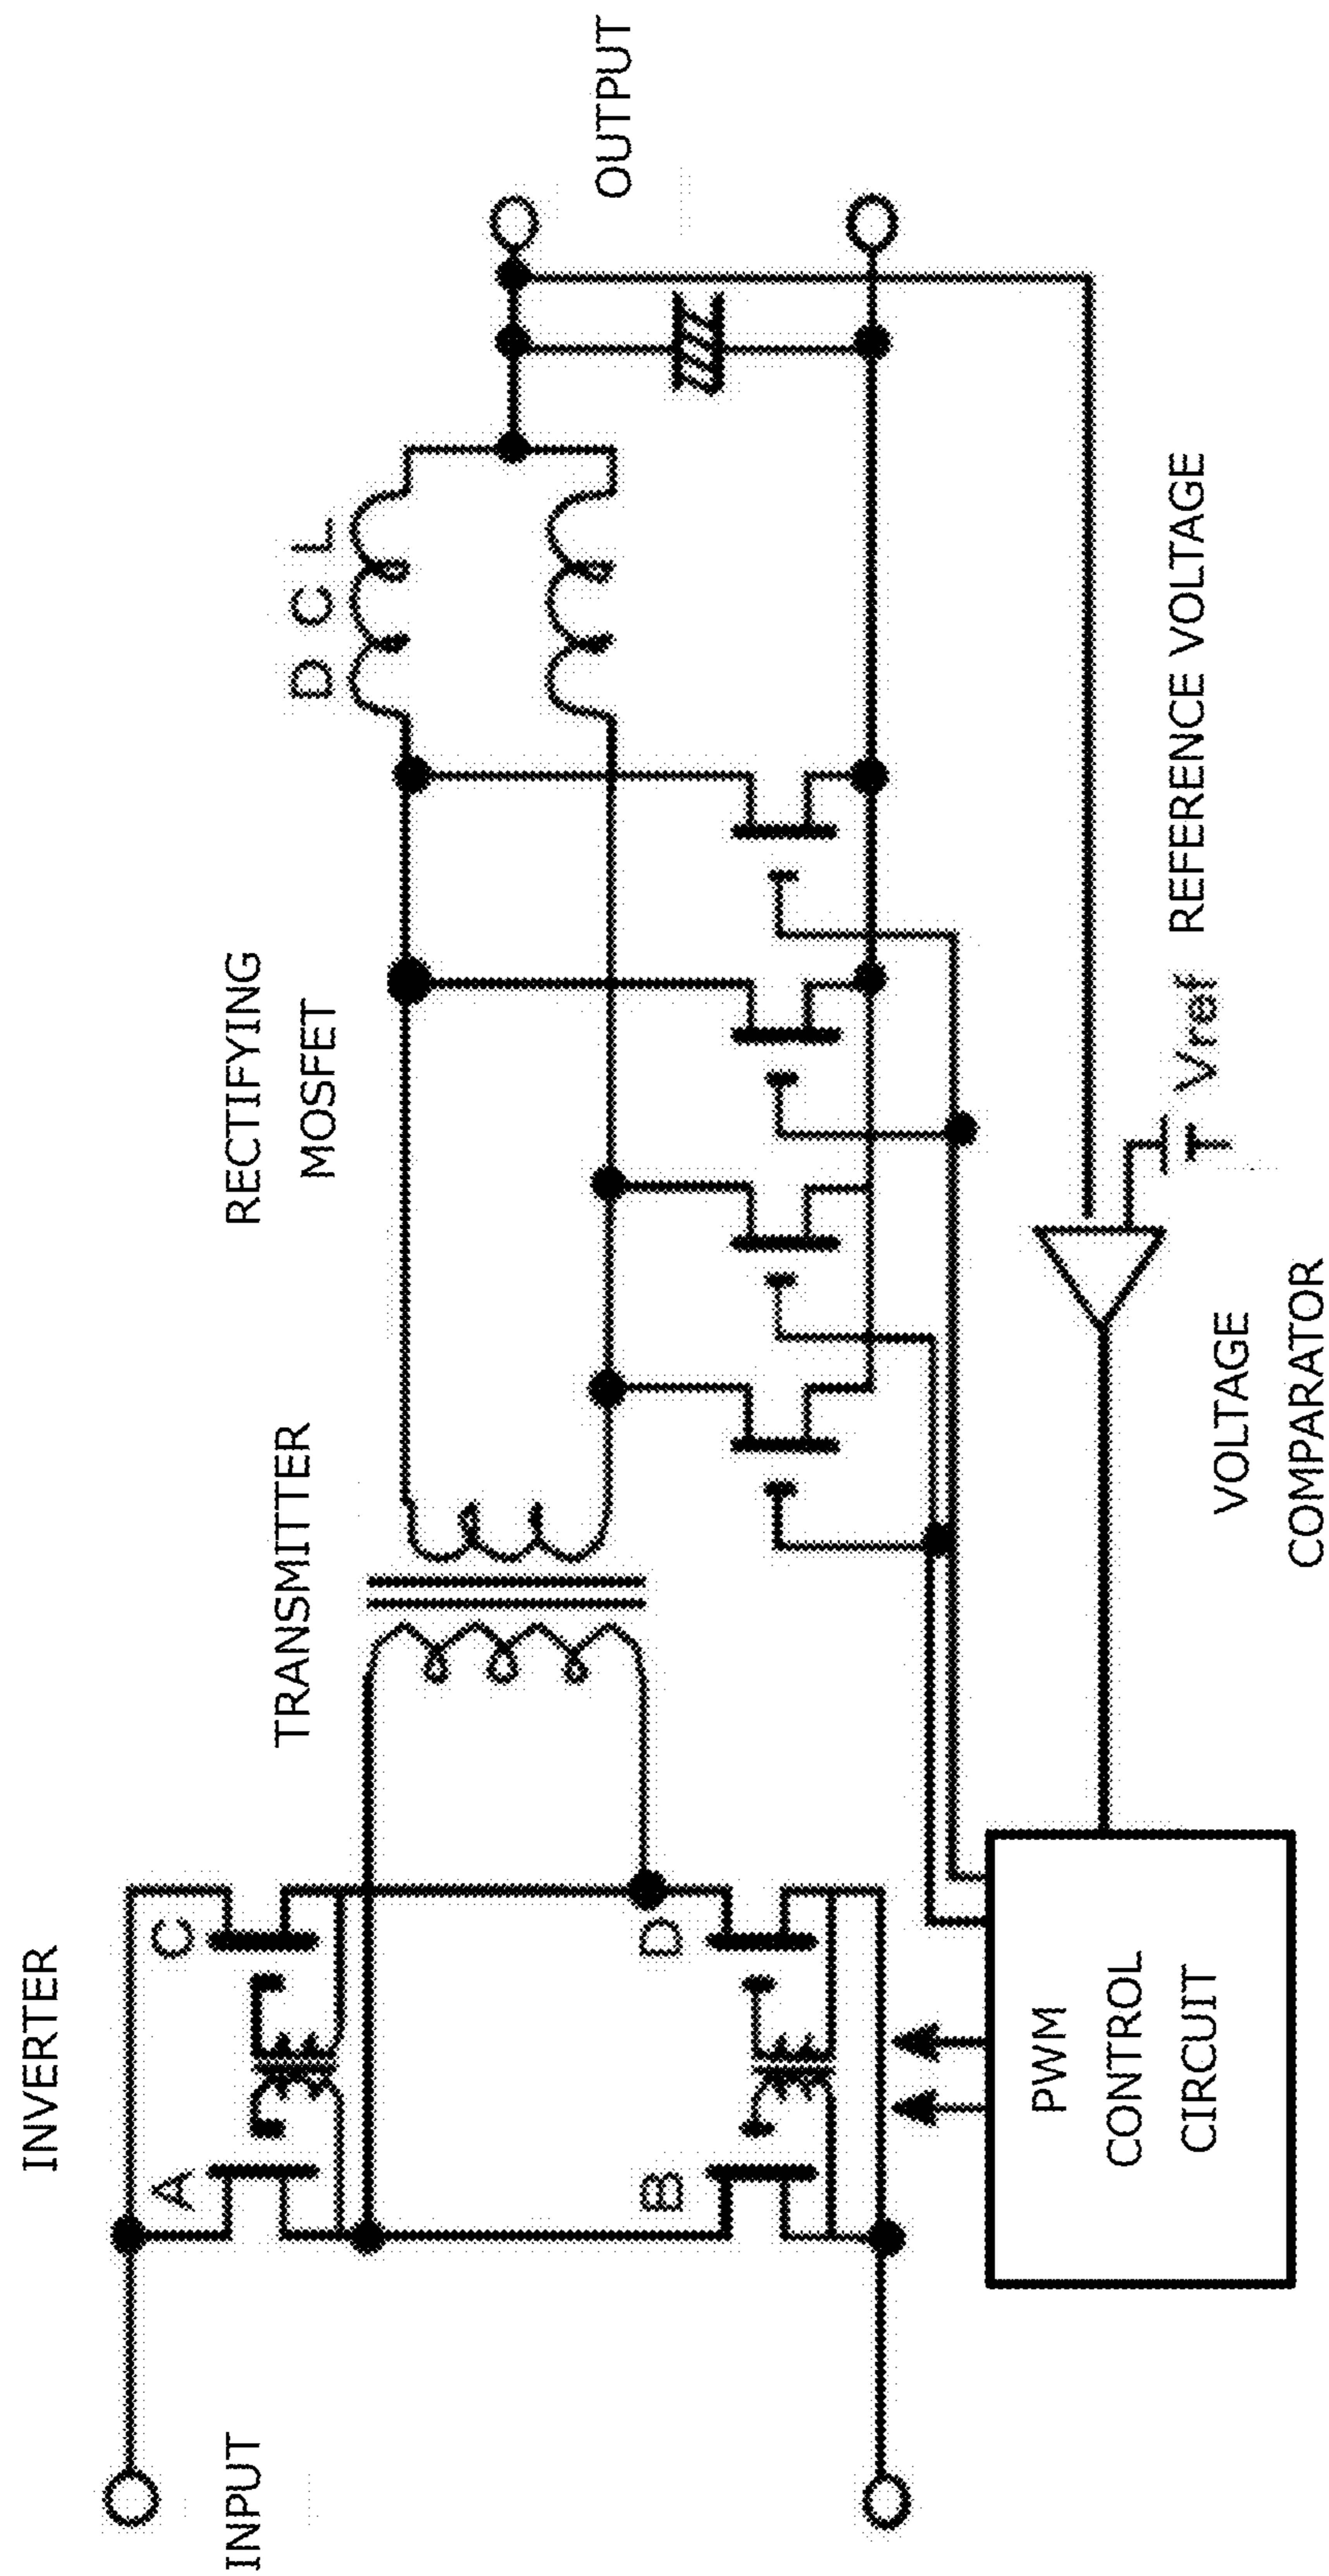 INVERTER
INPUT
A
C
B
D
TRANSMITTER
RECTIFYING
MOSFET
D C L
OUTPUT
PWM
CONTROL
CIRCUIT
VOLTAGE
COMPARATOR
Vref REFERENCE VOLTAGE